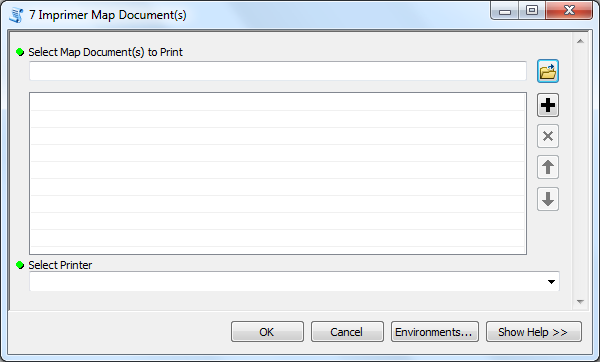 7 Imprimer Map Document(s)
Select Map Document(s) to Print
Select Printer
OK
Cancel
Environments...
Show Help >>